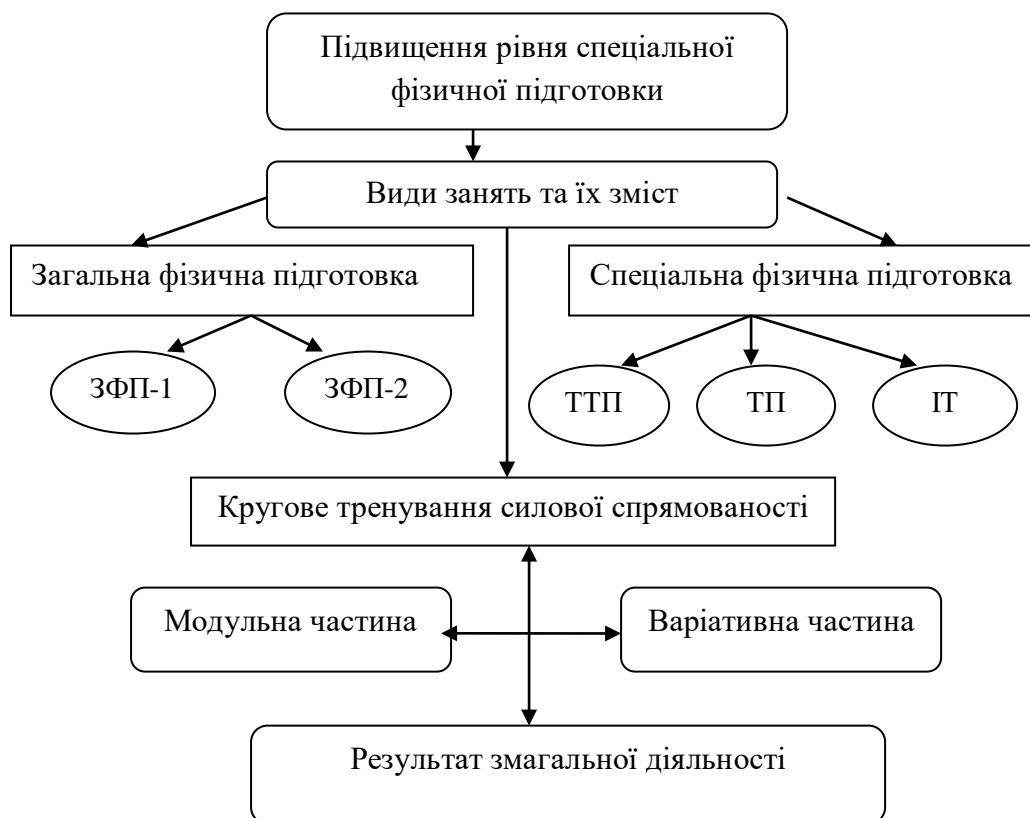 Підвищення рівня спеціальної
фізичної підготовки
Види занять та їх зміст
Загальна фізична підготовка
Спеціальна фізична підготовка
ЗФП-1
ЗФП-2
ТТП
ТП
ІТ
Кругове тренування силової спрямованості
Модульна частина
Варіативна частина
Результат змагальної діяльності